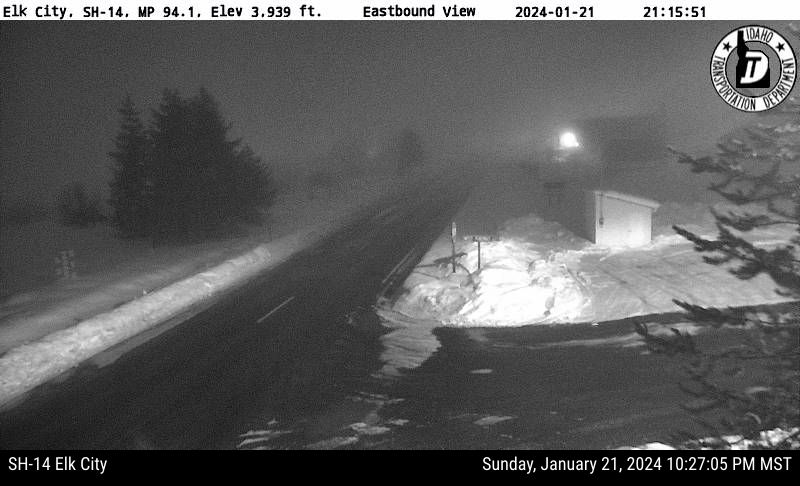 Elk City, SH-14, MP 94.1, Elev 3,939 ft. Eastbound View 2024-01-21 21:15:51
IDAHO
TRANSPORTATION DEPARTMENT
SH-14 Elk City Sunday, January 21, 2024 10:27:05 PM MST